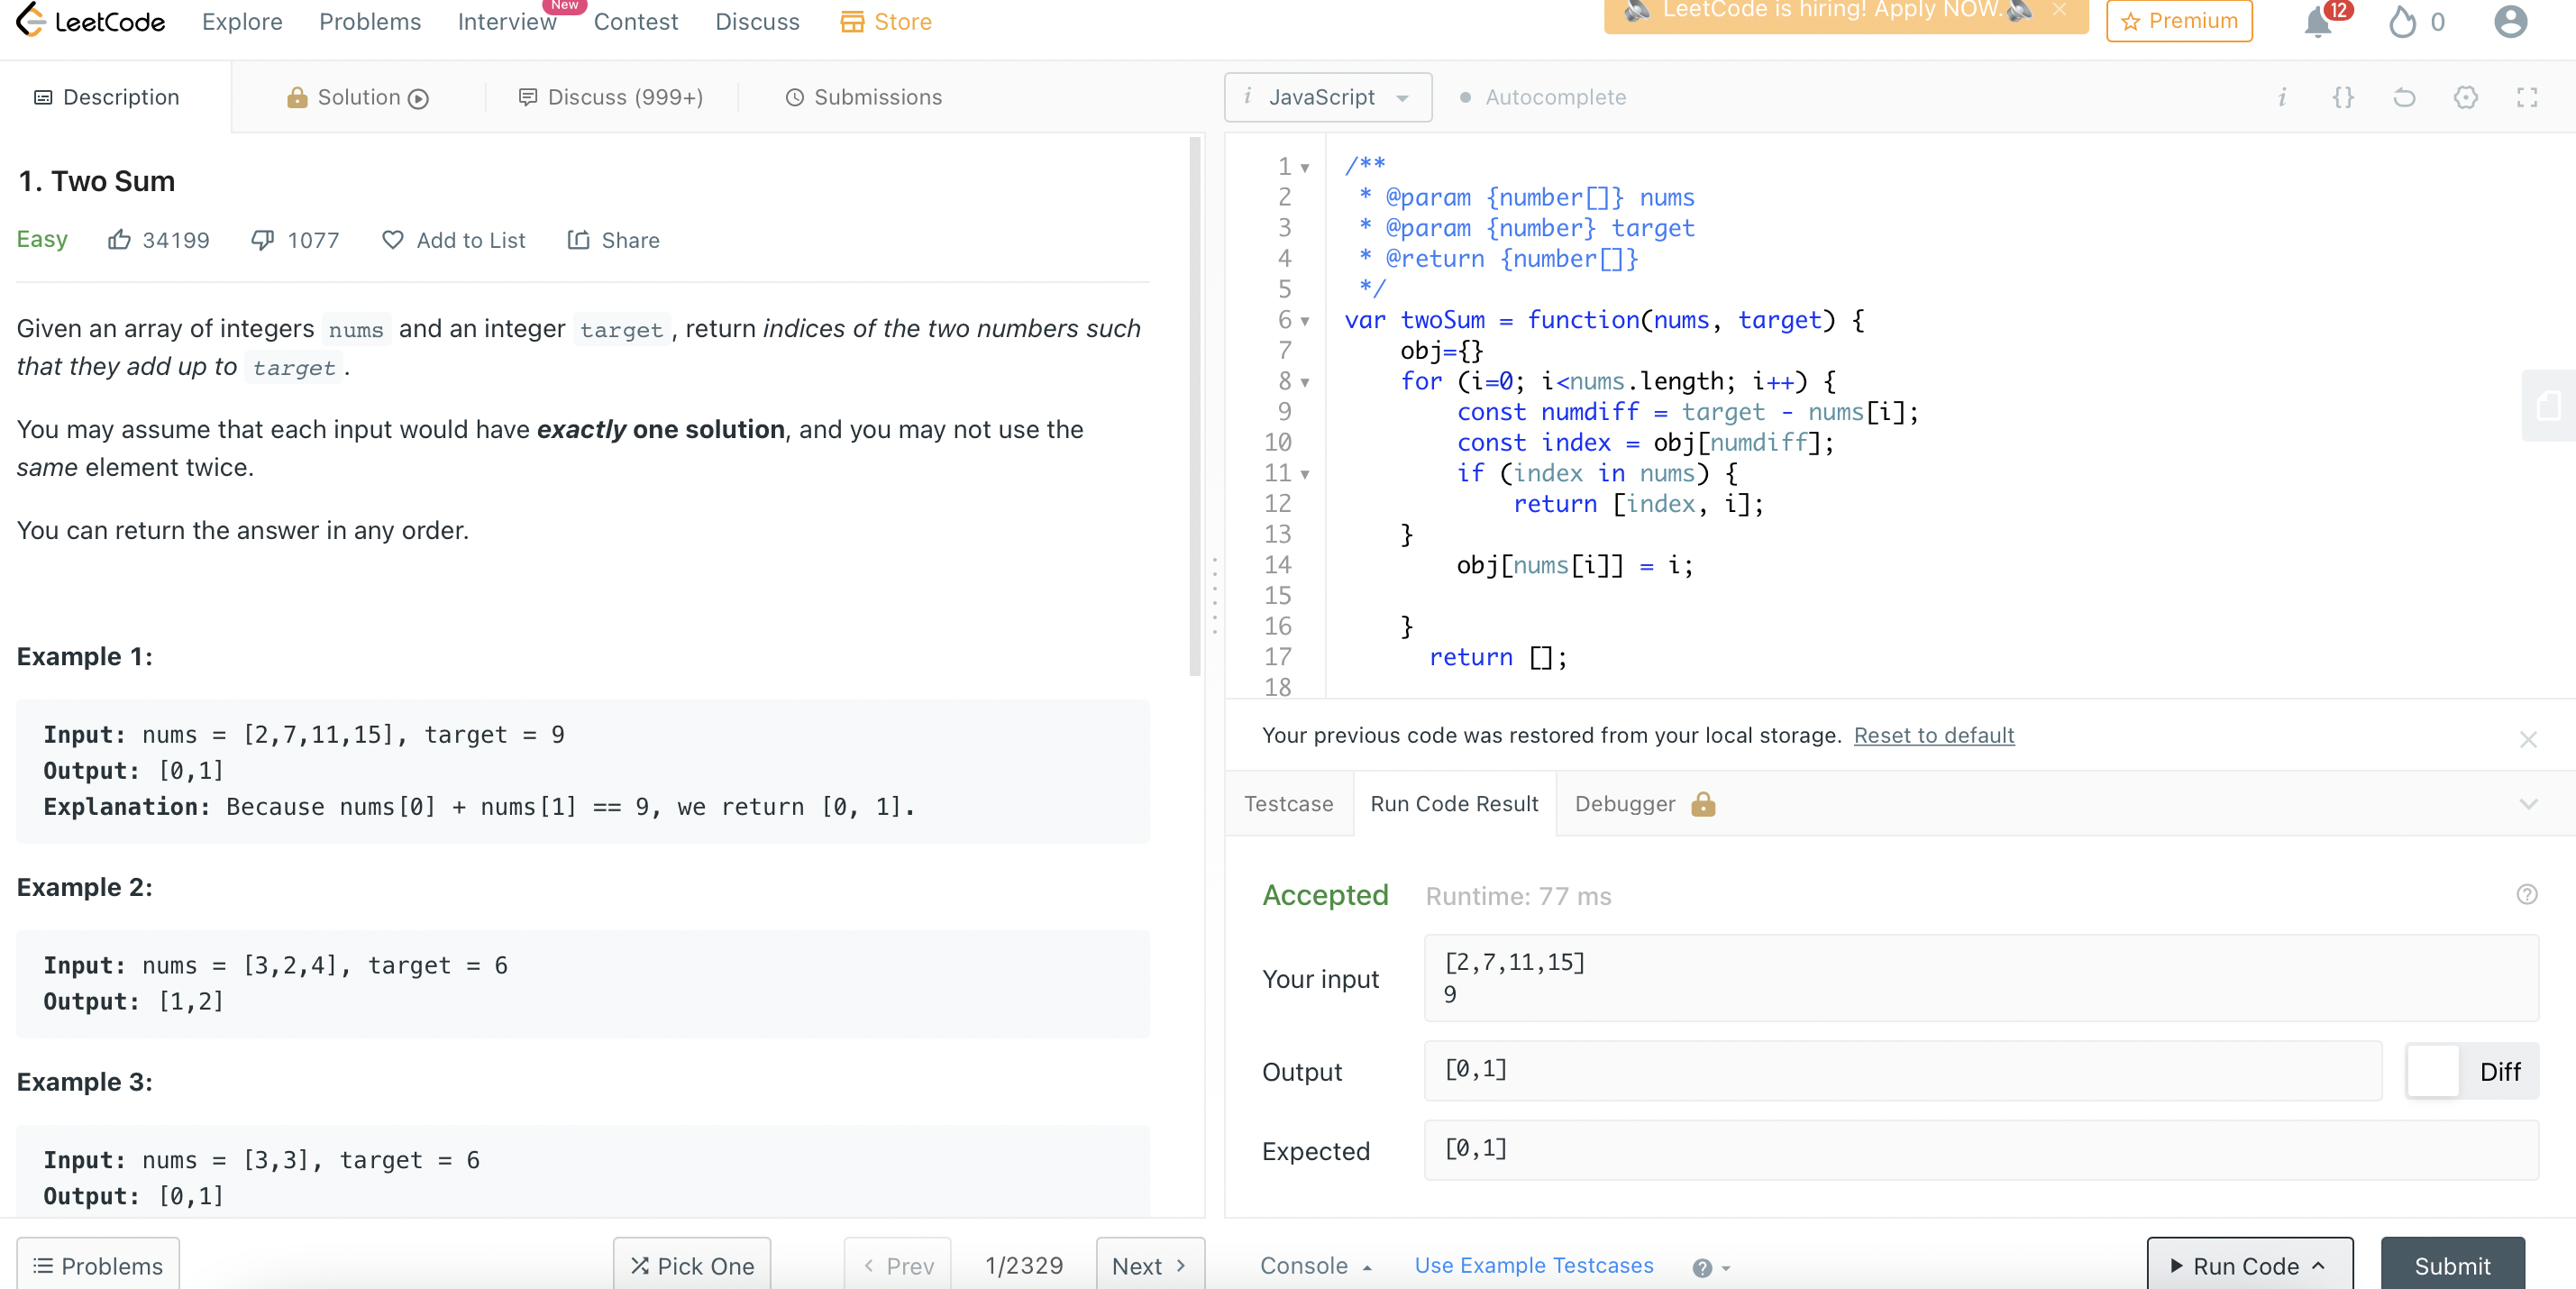 LeetCode Explore Problems Interview New Contest Discuss Store LeetCode is hiring! Apply NOW. Premium 12 0
Description Solution Discuss (999+) Submissions
1. Two Sum
Easy 34199 1077 Add to List Share
Given an array of integers nums and an integer target, return indices of the two numbers such
that they add up to target.
You may assume that each input would have exactly one solution, and you may not use the
same element twice.
You can return the answer in any order.
Example 1:
Input: nums = [2,7,11,15], target = 9
Output: [0,1]
Explanation: Because nums[0] + nums[1] == 9, we return [0, 1].
Example 2:
Input: nums = [3,2,4], target = 6
Output: [1,2]
Example 3:
Input: nums = [3,3], target = 6
Output: [0,1]
Problems Pick One Prev 1/2329 Next
i JavaScript Autocomplete i {}
1 /**
2  * @param {number[]} nums
3  * @param {number} target
4  * @return {number[]}
5  */
6 var twoSum = function(nums, target) {
7     obj={}
8     for (i=0; i<nums.length; i++) {
9         const numdiff = target - nums[i];
10         const index = obj[numdiff];
11         if (index in nums) {
12             return [index, i];
13     }
14         obj[nums[i]] = i;
15
16     }
17       return [];
18
Your previous code was restored from your local storage. Reset to default
Testcase Run Code Result Debugger
Accepted Runtime: 77 ms
Your input
[2,7,11,15]
9
Output [0,1] Diff
Expected [0,1]
Console Use Example Testcases Run Code Submit